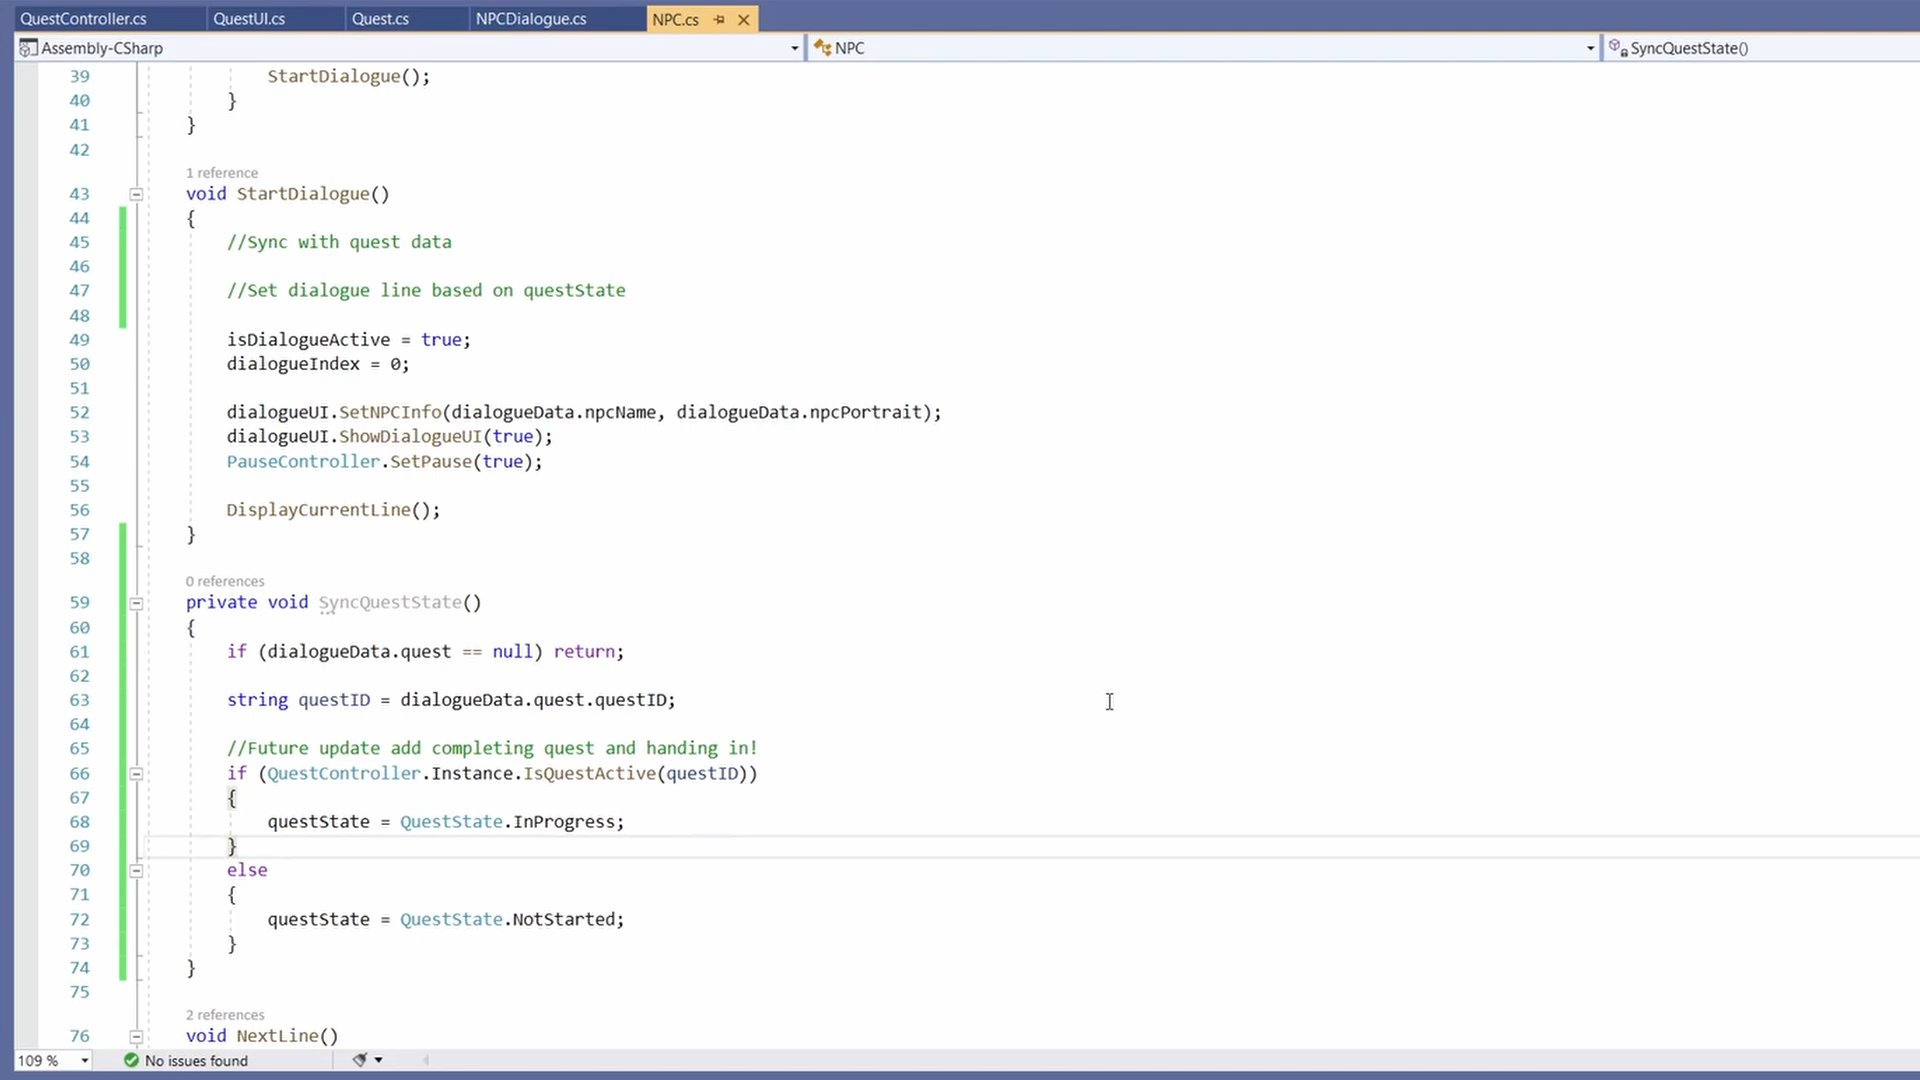 QuestController.cs QuestUI.cs Quest.cs NPCDialogue.cs NPC.cs
Assembly-CSharp NPC SyncQuestState()
39 StartDialogue();
40 }
41 }
42
1 reference
43 void StartDialogue()
44 {
45 //Sync with quest data
46
47 //Set dialogue line based on questState
48
49 isDialogueActive = true;
50 dialogueIndex = 0;
51
52 dialogueUI.SetNPCInfo(dialogueData.npcName, dialogueData.npcPortrait);
53 dialogueUI.ShowDialogueUI(true);
54 PauseController.SetPause(true);
55
56 DisplayCurrentLine();
57 }
58
0 references
59 private void SyncQuestState()
60 {
61 if (dialogueData.quest == null) return;
62
63 string questID = dialogueData.quest.questID;
64
65 //Future update add completing quest and handing in!
66 if (QuestController.Instance.IsQuestActive(questID))
67 {
68 questState = QuestState.InProgress;
69 }
70 else
71 {
72 questState = QuestState.NotStarted;
73 }
74 }
75
2 references
76 void NextLine()
109 % No issues found